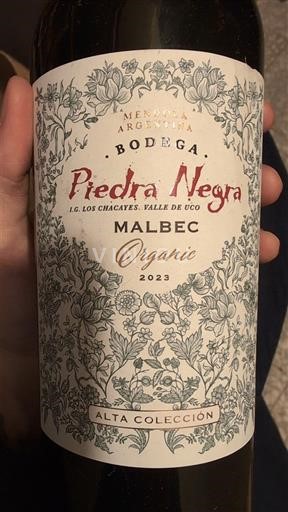 MENDOZA
ARGENTINA
· BODEGA ·
Piedra Negra
I.G. LOS CHACAYES. VALLE DE UCO
MALBEC
Organic
2023
ALTA COLECCIÓN